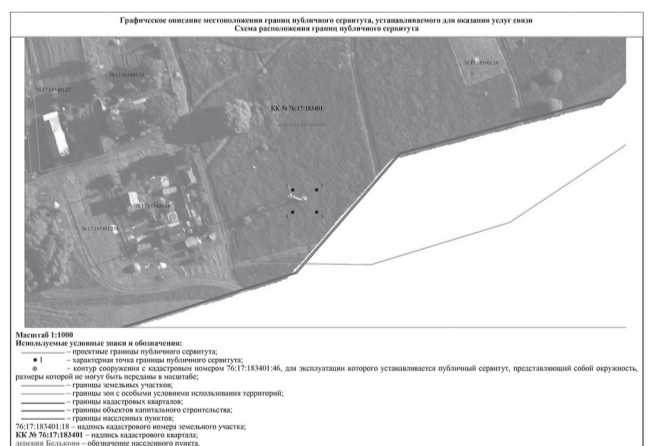 Графическое описание местоположения границ публичного сервитута, устанавливаемого для оказания услуг связи
Схема расположения границ публичного сервитута
КК № 76:17:183401
Масштаб 1:1000
Используемые условные знаки и обозначения:
– проектные границы публичного сервитута;
● 1 – характерная точка границы публичного сервитута;
– контур сооружения с кадастровым номером 76:17:183401:46, для эксплуатации которого устанавливается публичный сервитут, представляющий собой окружность,
размеры которой не могут быть переданы в масштабе;
– границы земельных участков;
– границы зон с особыми условиями использования территорий;
– границы кадастровых кварталов;
– границы объектов капитального строительства;
– границы населенных пунктов;
76:17:183401:18 – надпись кадастрового номера земельного участка;
КК № 76:17:183401 – надпись кадастрового квартала;
деревня Бельково – обозначение населенного пункта.